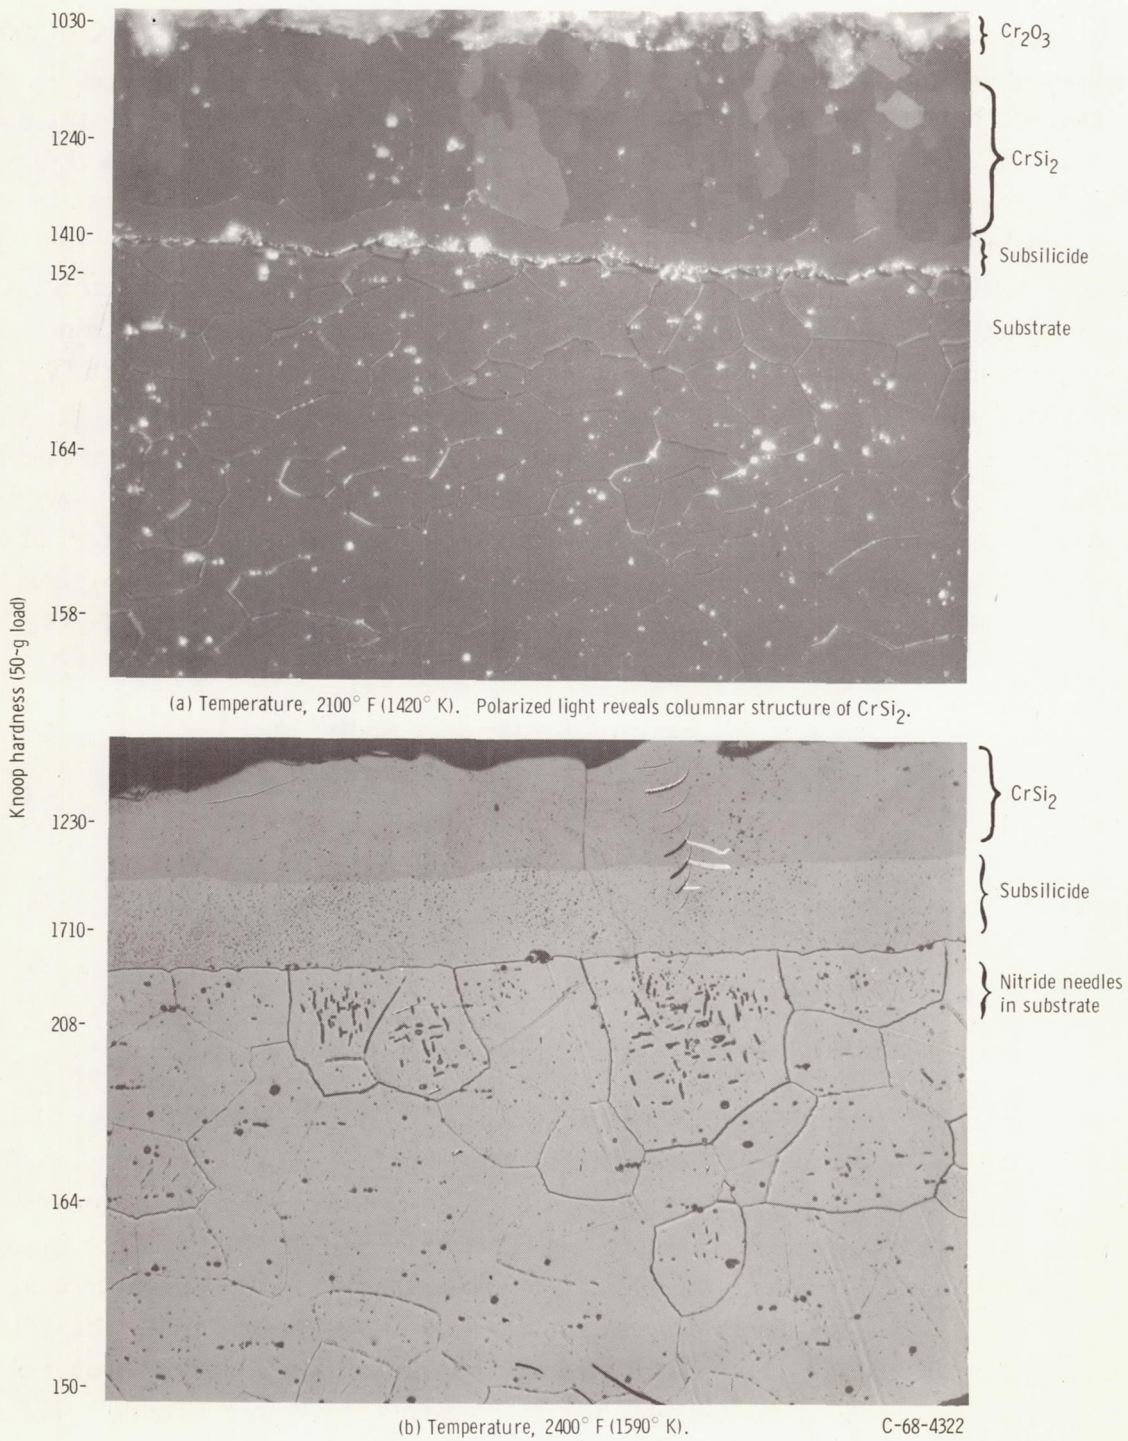 1030-
Cr2O3
1240-
CrSi2
1410-
Subsilicide
152-
Substrate
164-
158-
Knoop hardness (50-g load)
(a) Temperature, 2100° F (1420° K). Polarized light reveals columnar structure of CrSi2.
CrSi2
1230-
Subsilicide
1710-
Nitride needles
in substrate
208-
164-
150-
(b) Temperature, 2400° F (1590° K).
C-68-4322